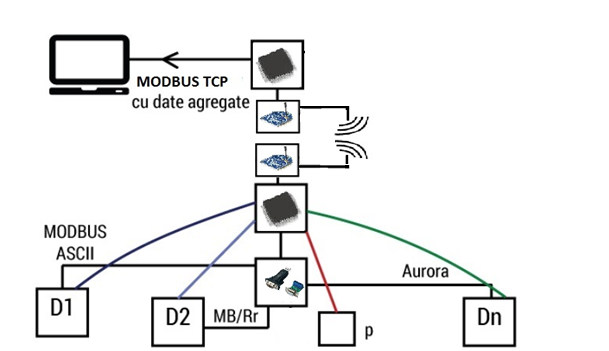 MODBUS TCP
cu date agregate
MODBUS
ASCII
Aurora
D1
D2
MB/Rr
p
Dn